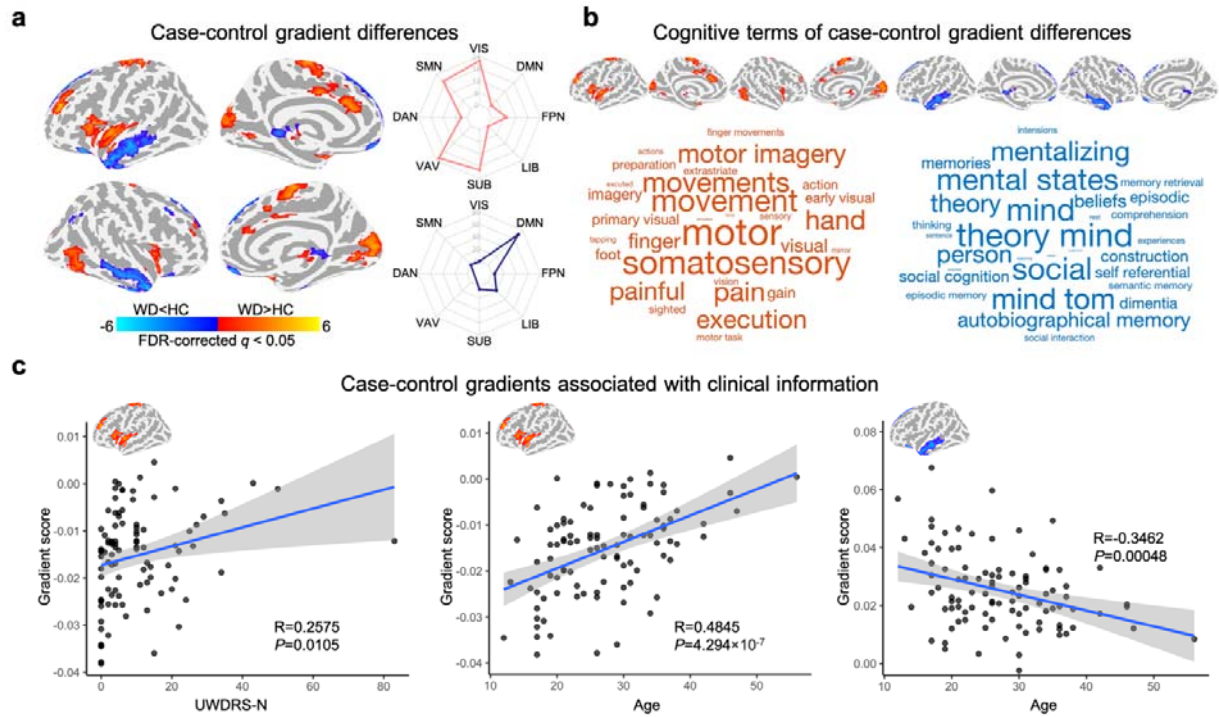 a
Case-control gradient differences
VIS
DMN
FPN
LIB
SUB
VAV
DAN
SMN
VIS
DMN
FPN
LIB
SUB
VAV
DAN
SMN
WD<HC WD>HC
-6 6
FDR-corrected q < 0.05
b
Cognitive terms of case-control gradient differences
finger movements
actions
motor imagery
preparation
extrastriate
movements
imagery
action
movement
early visual
primary visual
sensory
hand
motor
finger
visual
mirror
tapping
foot
somatosensory
vision
painful
pain
gain
sighted
execution
motor task
intensions
mentalizing
memories
mental states
memory retrieval
theory
mind
beliefs
episodic
rest
comprehension
thinking
sentence
theory mind
experiences
person
construction
social cognition
social
self referential
semantic memory
episodic memory
mind tom
dementia
autobiographical memory
social interaction
c
Case-control gradients associated with clinical information
Gradient score
0.01
0.00
-0.01
-0.02
-0.03
-0.04
R=0.2575
P=0.0105
0 20 40 60 80
UWDRS-N
Gradient score
0.01
0.00
-0.01
-0.02
-0.03
-0.04
R=0.4845
P=4.294×10-7
10 20 30 40 50
Age
Gradient score
0.08
0.06
0.04
0.02
0.00
R=-0.3462
P=0.00048
10 20 30 40 50
Age